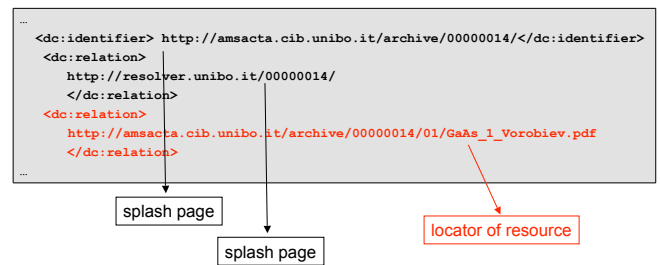 …
<dc:identifier> http://amsacta.cib.unibo.it/archive/00000014/</dc:identifier>
<dc:relation>
http://resolver.unibo.it/00000014/
</dc:relation>
<dc:relation>
http://amsacta.cib.unibo.it/archive/00000014/01/GaAs_1_Vorobiev.pdf
</dc:relation>
…
splash page
locator of resource
splash page